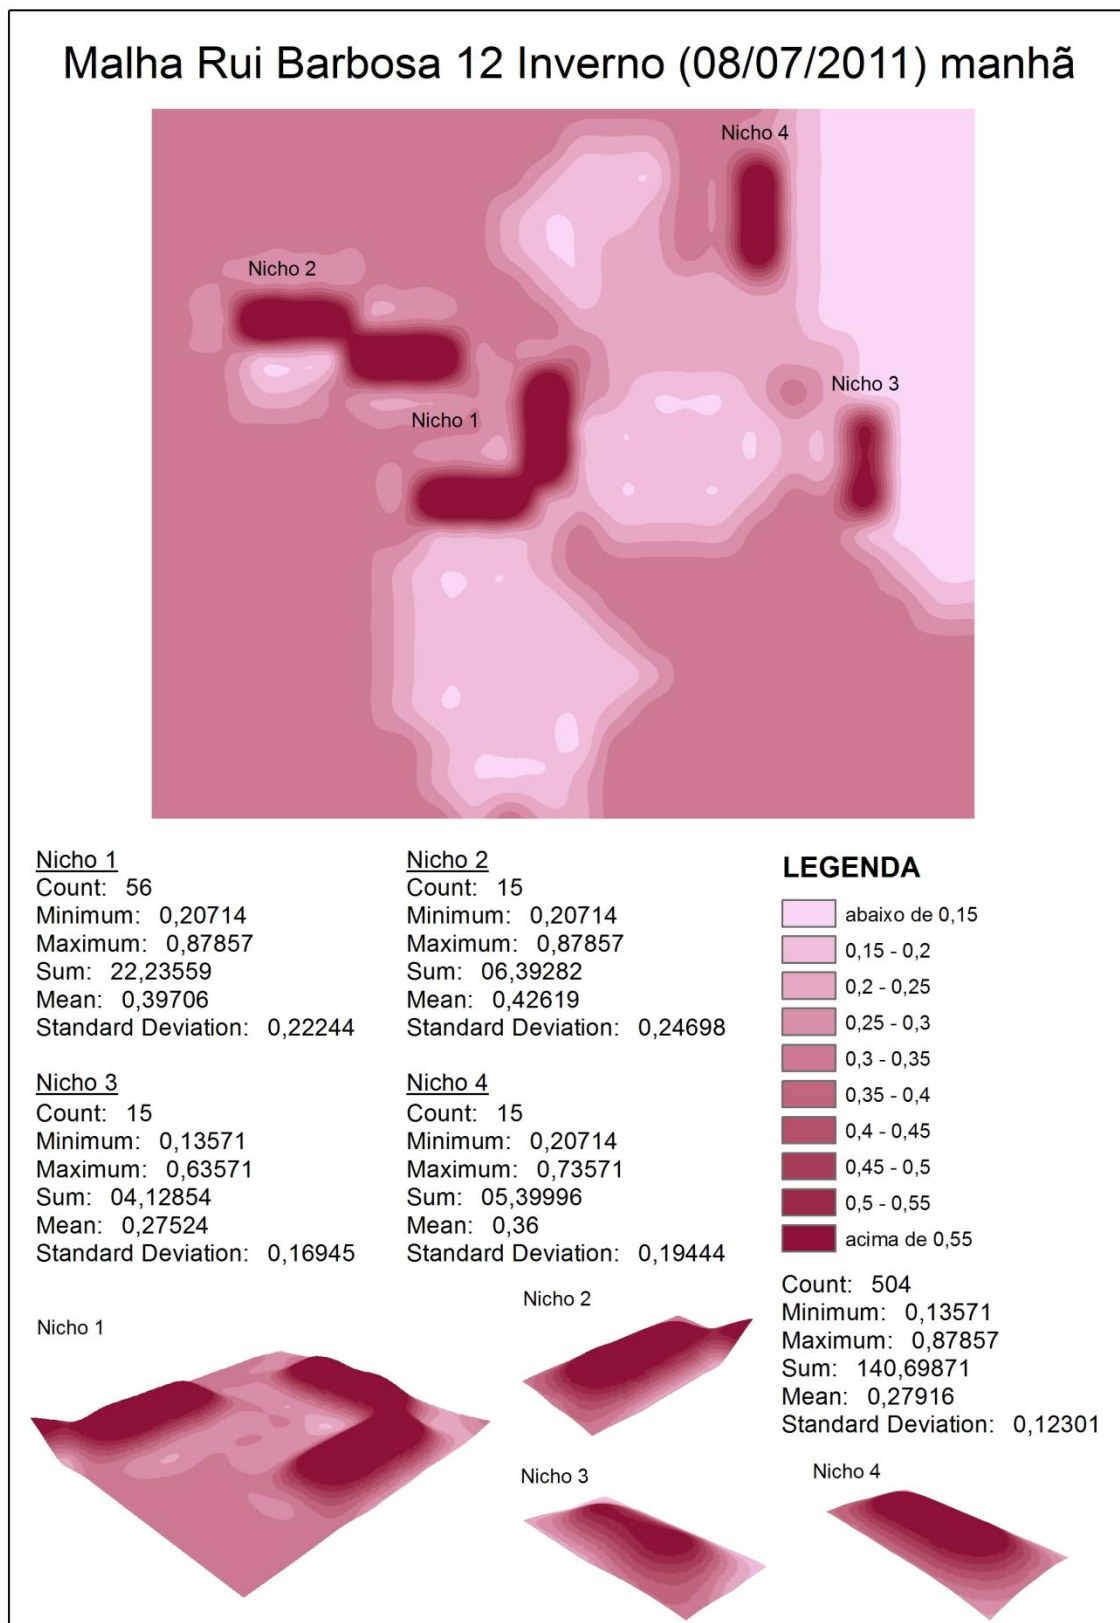 Malha Rui Barbosa 12 Inverno (08/07/2011) manhã
Nicho 4
Nicho 2
Nicho 3
Nicho 1
Nicho 1
Count: 56
Minimum: 0,20714
Maximum: 0,87857
Sum: 22,23559
Mean: 0,39706
Standard Deviation: 0,22244
Nicho 2
Count: 15
Minimum: 0,20714
Maximum: 0,87857
Sum: 06,39282
Mean: 0,42619
Standard Deviation: 0,24698
Nicho 3
Count: 15
Minimum: 0,13571
Maximum: 0,63571
Sum: 04,12854
Mean: 0,27524
Standard Deviation: 0,16945
Nicho 4
Count: 15
Minimum: 0,20714
Maximum: 0,73571
Sum: 05,39996
Mean: 0,36
Standard Deviation: 0,19444
LEGENDA
abaixo de 0,15
0,15 - 0,2
0,2 - 0,25
0,25 - 0,3
0,3 - 0,35
0,35 - 0,4
0,4 - 0,45
0,45 - 0,5
0,5 - 0,55
acima de 0,55
Count: 504
Minimum: 0,13571
Maximum: 0,87857
Sum: 140,69871
Mean: 0,27916
Standard Deviation: 0,12301
Nicho 1
Nicho 2
Nicho 3
Nicho 4